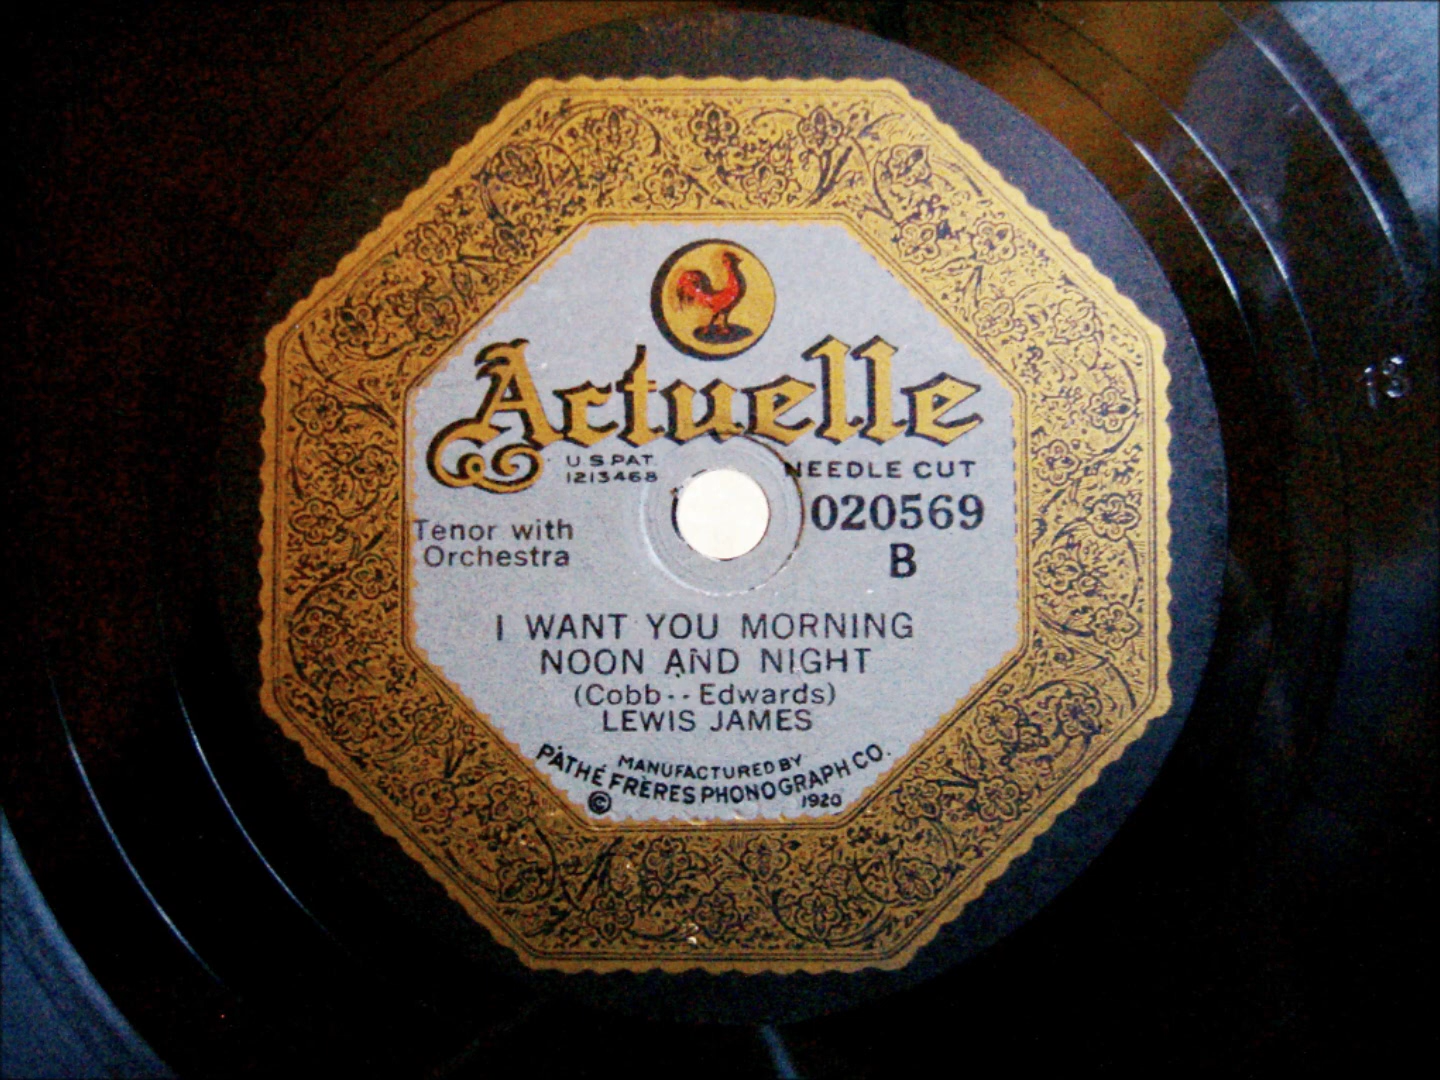 Actuelle
U.S.PAT. 1213468
NEEDLE CUT
020569
B
Tenor with
Orchestra
I WANT YOU MORNING
NOON AND NIGHT
(Cobb--Edwards)
LEWIS JAMES
MANUFACTURED BY
PATHÉ FRÈRES PHONOGRAPH CO.
© 1920